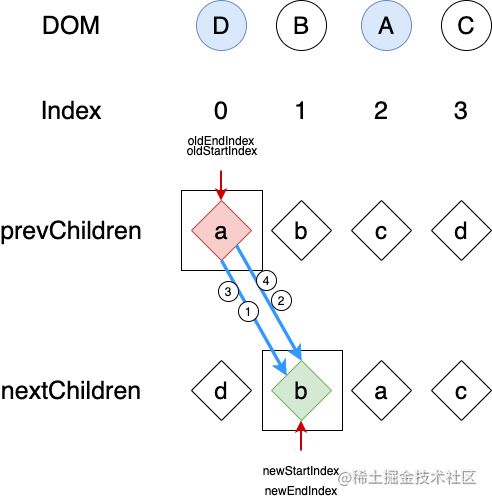 DOM D B A C
Index 0 1 2 3
oldEndIndex
oldStartIndex
prevChildren a b c d
3 4
1 2
nextChildren d b a c
newStartIndex
newEndIndex
@稀土掘金技术社区